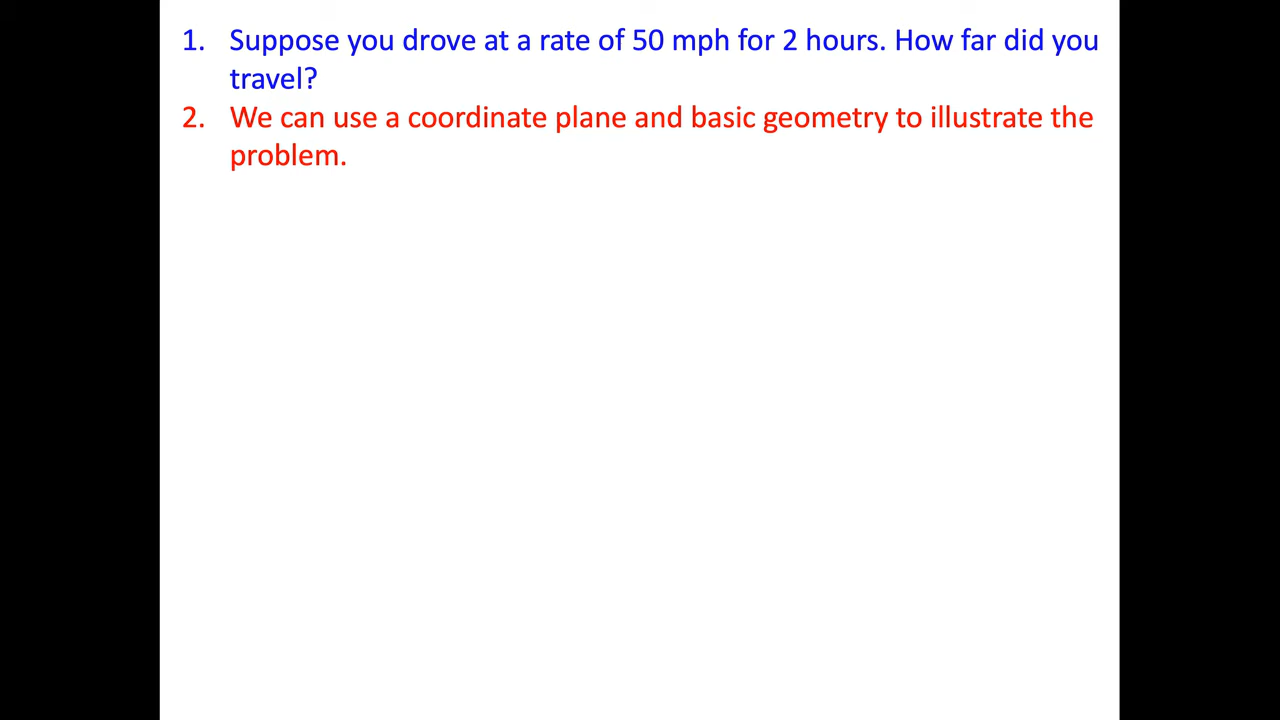 1. Suppose you drove at a rate of 50 mph for 2 hours. How far did you
travel?
2. We can use a coordinate plane and basic geometry to illustrate the
problem.